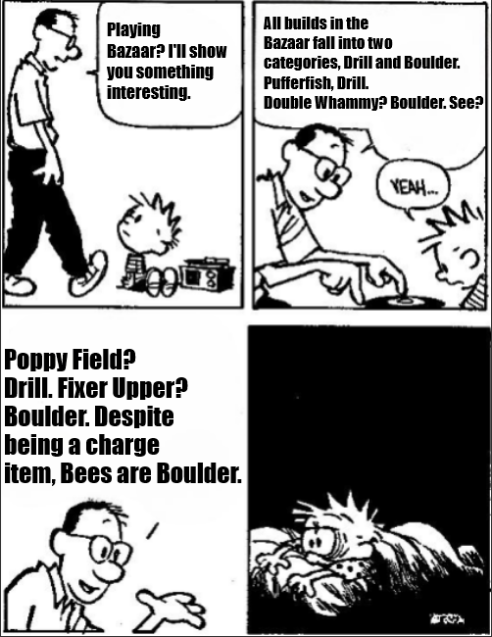 Playing
Bazaar? I'll show
you something
interesting.
All builds in the
Bazaar fall into two
categories, Drill and Boulder.
Pufferfish, Drill.
Double Whammy? Boulder. See?
YEAH...
Poppy Field?
Drill. Fixer Upper?
Boulder. Despite
being a charge
item, Bees are Boulder.